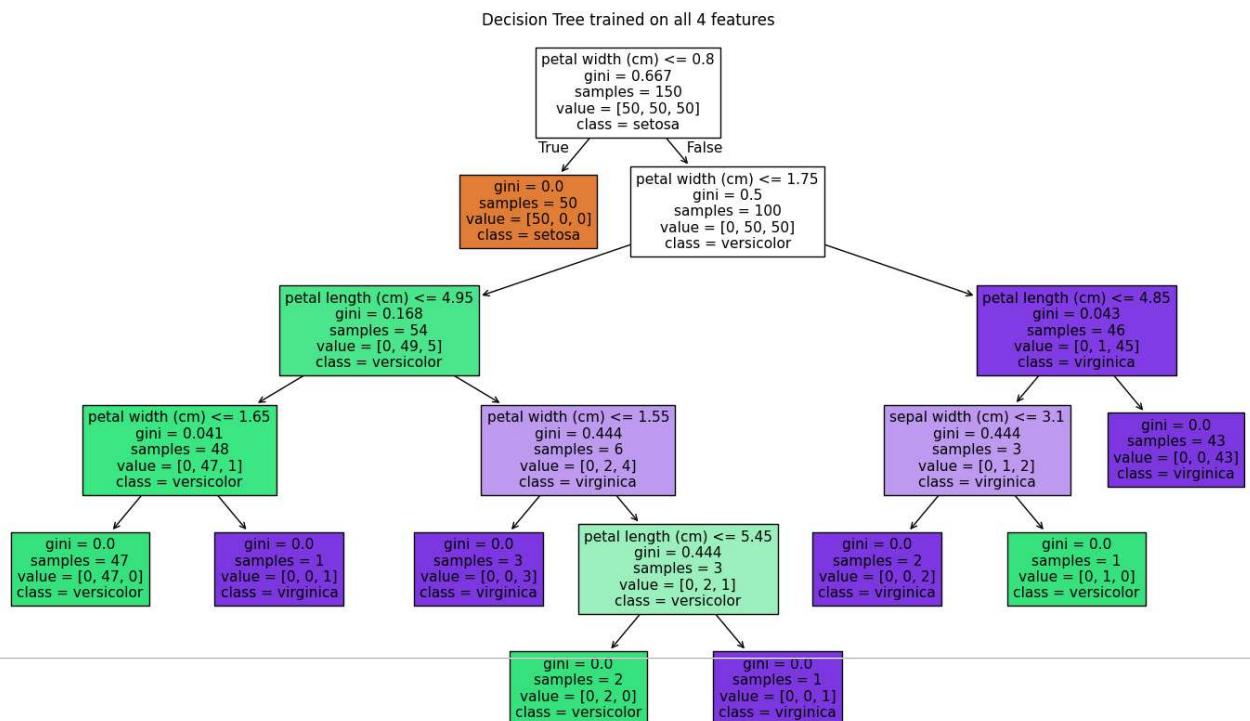 Decision Tree trained on all 4 features
petal width (cm) <= 0.8
gini = 0.667
samples = 150
value = [50, 50, 50]
class = setosa
True
False
gini = 0.0
samples = 50
value = [50, 0, 0]
class = setosa
petal width (cm) <= 1.75
gini = 0.5
samples = 100
value = [0, 50, 50]
class = versicolor
petal length (cm) <= 4.95
gini = 0.168
samples = 54
value = [0, 49, 5]
class = versicolor
petal length (cm) <= 4.85
gini = 0.043
samples = 46
value = [0, 1, 45]
class = virginica
petal width (cm) <= 1.65
gini = 0.041
samples = 48
value = [0, 47, 1]
class = versicolor
petal width (cm) <= 1.55
gini = 0.444
samples = 6
value = [0, 2, 4]
class = virginica
sepal width (cm) <= 3.1
gini = 0.444
samples = 3
value = [0, 1, 2]
class = virginica
gini = 0.0
samples = 43
value = [0, 0, 43]
class = virginica
gini = 0.0
samples = 47
value = [0, 47, 0]
class = versicolor
gini = 0.0
samples = 1
value = [0, 0, 1]
class = virginica
gini = 0.0
samples = 3
value = [0, 0, 3]
class = virginica
petal length (cm) <= 5.45
gini = 0.444
samples = 3
value = [0, 2, 1]
class = versicolor
gini = 0.0
samples = 2
value = [0, 0, 2]
class = virginica
gini = 0.0
samples = 1
value = [0, 1, 0]
class = versicolor
gini = 0.0
samples = 2
value = [0, 2, 0]
class = versicolor
gini = 0.0
samples = 1
value = [0, 0, 1]
class = virginica